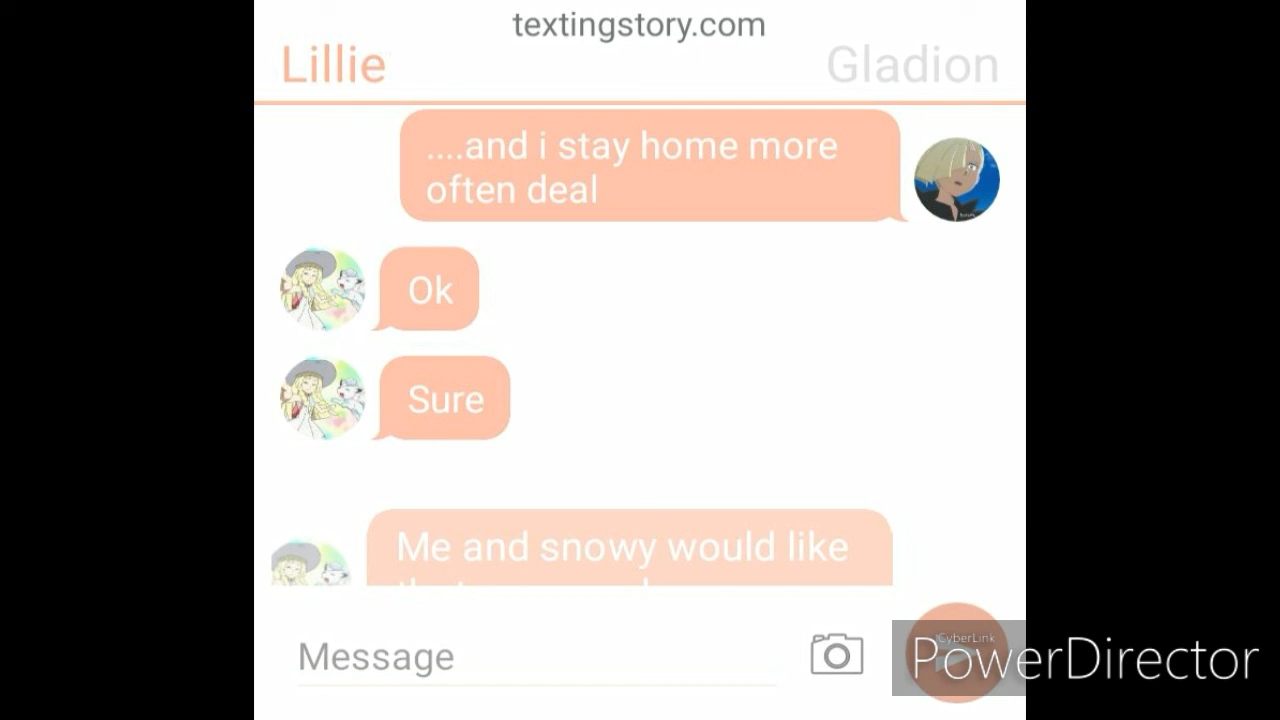 textingstory.com
Lillie
Gladion
....and i stay home more
often deal
Ok
Sure
Me and snowy would like
Message
CyberLink
PowerDirector